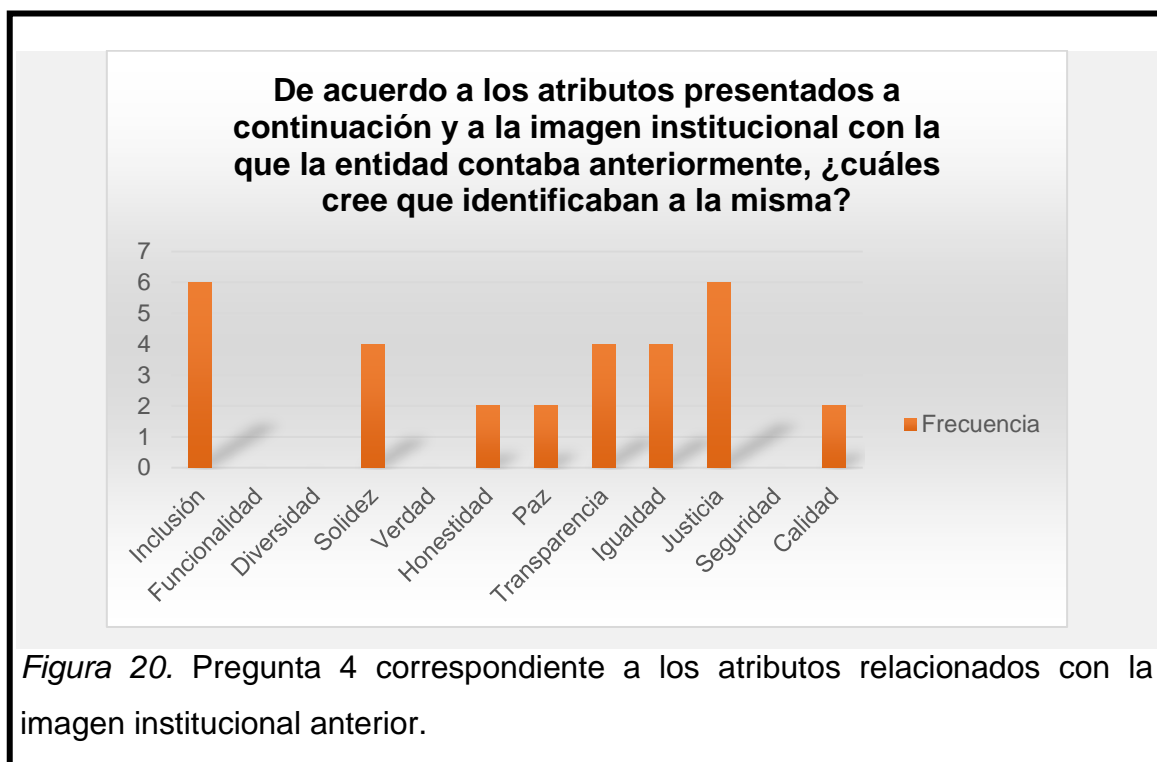 De acuerdo a los atributos presentados a
continuación y a la imagen institucional con la
que la entidad contaba anteriormente, ¿cuáles
cree que identificaban a la misma?
7
6
5
4
3
2
1
0
Inclusión
Funcionalidad
Diversidad
Solidez
Verdad
Honestidad
Paz
Transparencia
Igualdad
Justicia
Seguridad
Calidad
Frecuencia
Figura 20. Pregunta 4 correspondiente a los atributos relacionados con la
imagen institucional anterior.